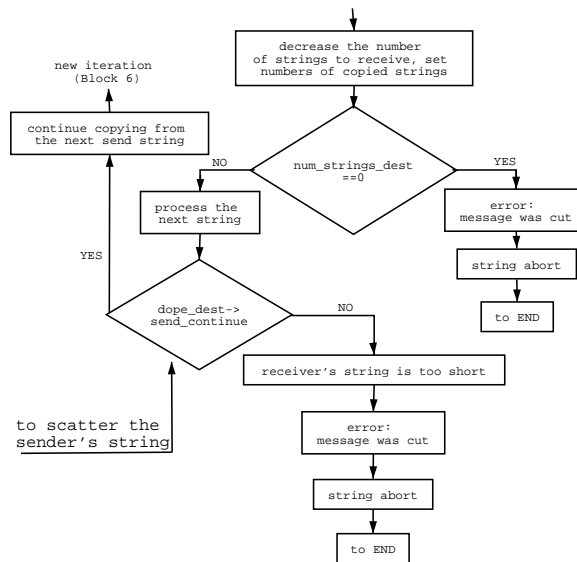 decrease the number
of strings to receive, set
numbers of copied strings
new iteration
(Block 6)
continue copying from
the next send string
num_strings_dest
==0
NO
YES
process the
next string
error:
message was cut
YES
string abort
dope_dest->
send_continue
NO
to END
receiver's string is too short
to scatter the
sender's string
error:
message was cut
string abort
to END